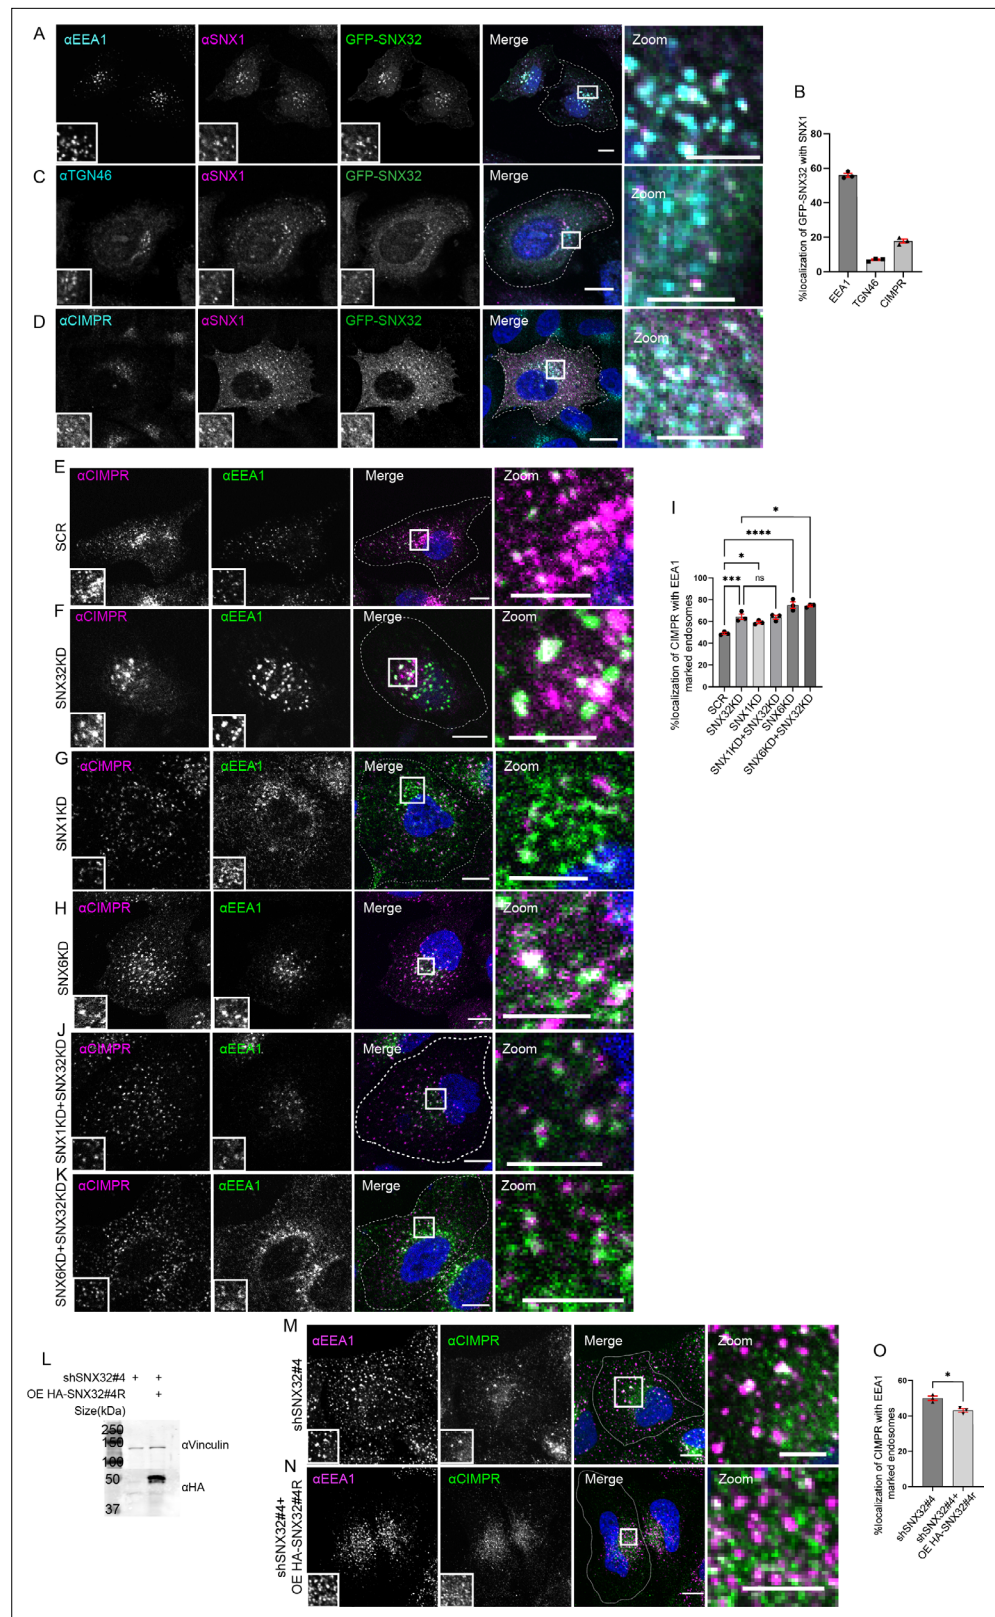 A
αEEA1
αSNX1
GFP-SNX32
Merge
Zoom
B
%localization of GFP-SNX32 with SNX1
80
60
40
20
0
EEA1
TGN46
CIMPR
C
αTGN46
αSNX1
GFP-SNX32
Merge
Zoom
D
αCIMPR
αSNX1
GFP-SNX32
Merge
Zoom
E
SCR
αCIMPR
αEEA1
Merge
Zoom
F
SNX32KD
αCIMPR
αEEA1
Merge
Zoom
G
SNX1KD
αCIMPR
αEEA1
Merge
Zoom
H
SNX6KD
αCIMPR
αEEA1
Merge
Zoom
I
%localization of CIMPR with EEA1
marked endosomes
100
80
60
40
20
0
*
****
*
***
ns
SCR
SNX32KD
SNX1KD
SNX1KD+SNX32KD
SNX6KD
SNX6KD+SNX32KD
J
SNX1KD+SNX32KD
αCIMPR
αEEA1
Merge
Zoom
K
SNX6KD+SNX32KD
αCIMPR
αEEA1
Merge
Zoom
L
shSNX32#4 + +
OE HA-SNX32#4R +
Size(kDa)
250
150
100
50
37
αVinculin
αHA
M
shSNX32#4
αEEA1
αCIMPR
Merge
Zoom
N
shSNX32#4+
OE HA-SNX32#4R
αEEA1
αCIMPR
Merge
Zoom
O
%localization of CIMPR with EEA1
marked endosomes
60
40
20
0
*
shSNX32#4
shSNX32#4+
OE HA-SNX32#4r